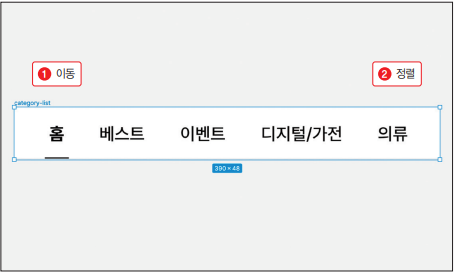 1 이동
2 정렬
category-list
홈 베스트 이벤트 디지털/가전 의류
390 × 48